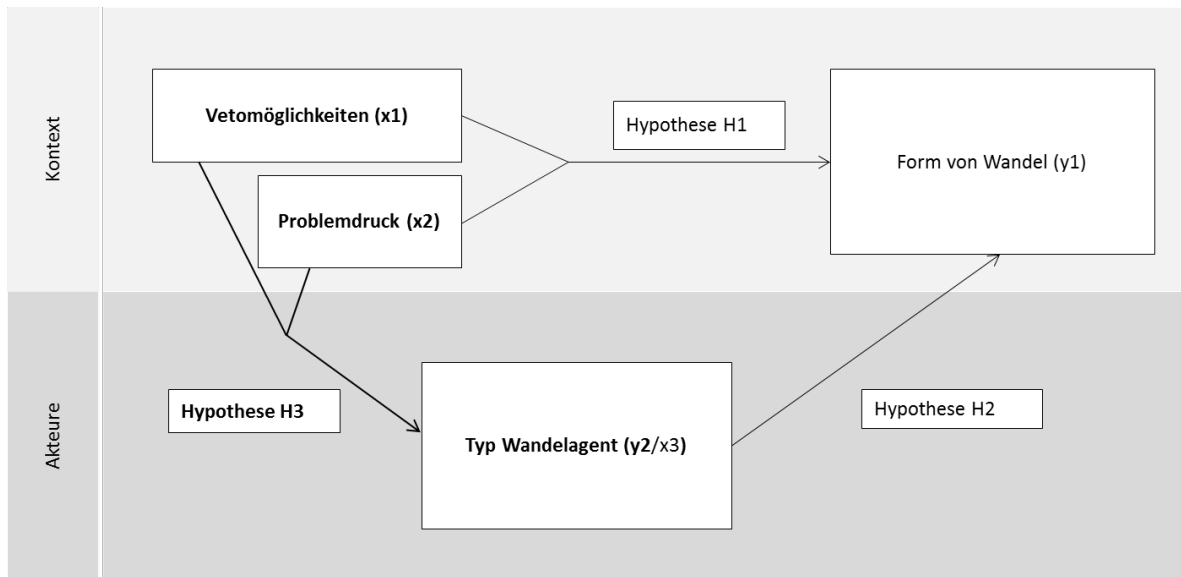 Kontext
Vetomöglichkeiten (x1)
Hypothese H1
Form von Wandel (y1)
Problemdruck (x2)
Akteure
Hypothese H3
Typ Wandelagent (y2/x3)
Hypothese H2